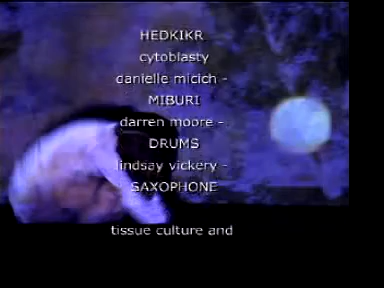 HEDKIKR
cytoblasty
danielle micich -
MIBURI
darren moore -
DRUMS
lindsay vickery -
SAXOPHONE
tissue culture and